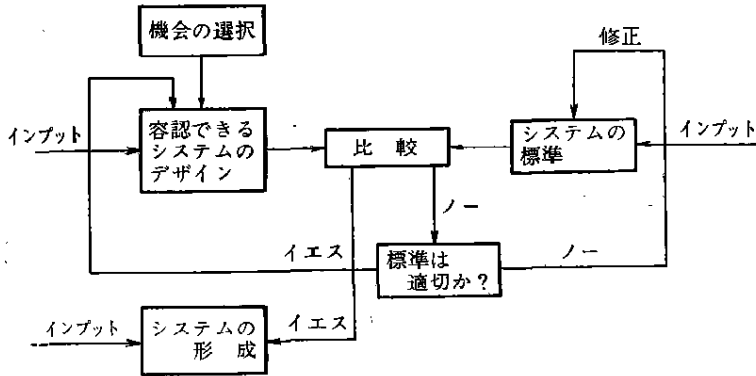 機会の選択
修正
インプット
容認できる
システムの
デザイン
比較
システムの
標準
インプット
ノー
イエス
標準は
適切か?
ノー
インプット
システムの
形成
イエス